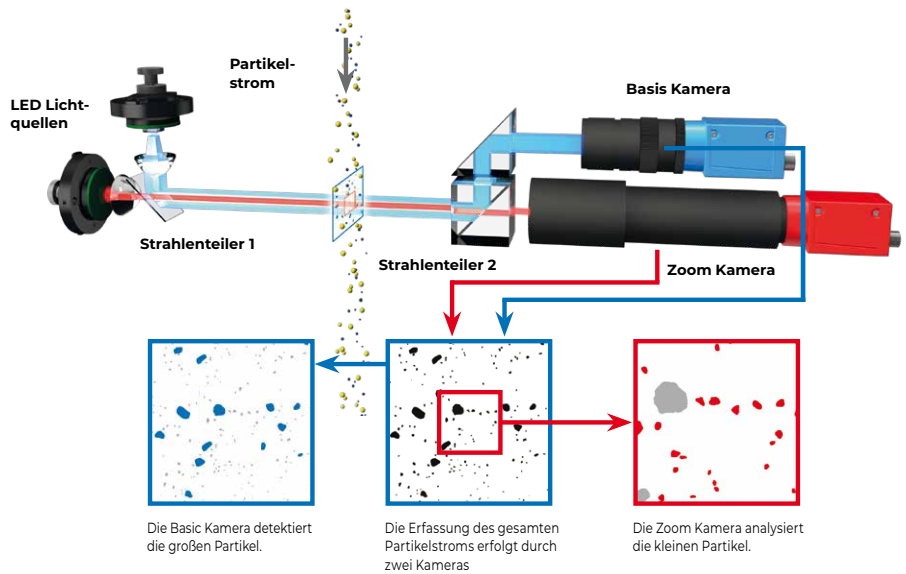 Partikel-
strom
LED Licht-
quellen
Basis Kamera
Strahlenteiler 1
Strahlenteiler 2
Zoom Kamera
Die Basic Kamera detektiert
die großen Partikel.
Die Erfassung des gesamten
Partikelstroms erfolgt durch
zwei Kameras
Die Zoom Kamera analysiert
die kleinen Partikel.